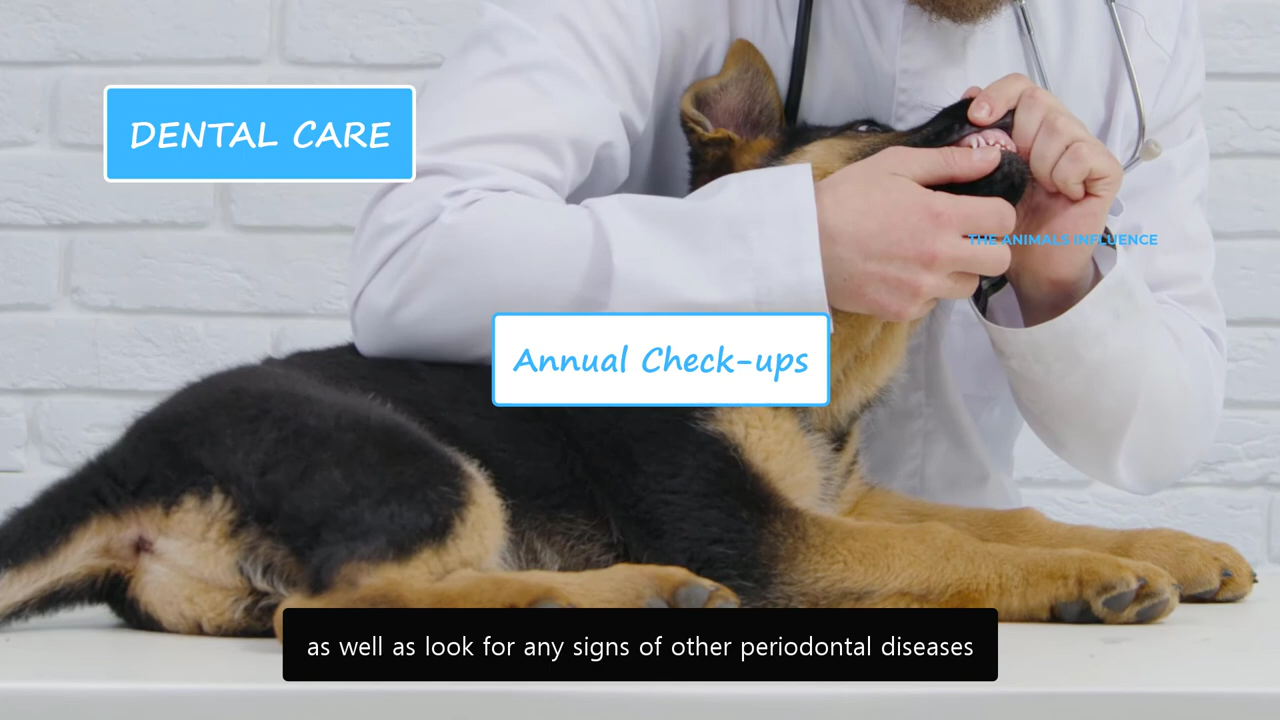 DENTAL CARE
THE ANIMALS INFLUENCE
Annual Check-ups
as well as look for any signs of other periodontal diseases